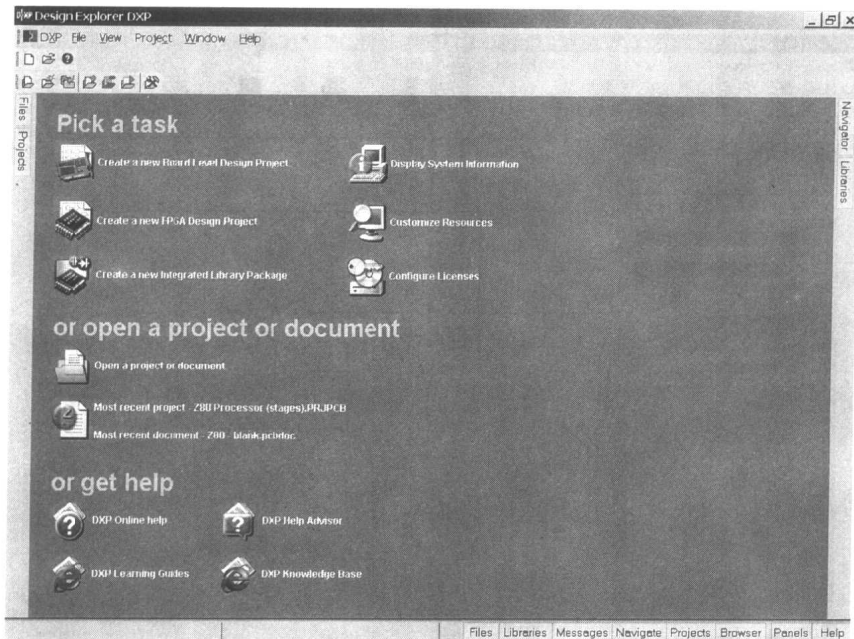 Design Explorer DXP
DXP File View Project Window Help
Files
Projects
Navigator
Libraries
Pick a task
Create a new Board Level Design Project
Display System Information
Create a new FPGA Design Project
Customize Resources
Create a new Integrated Library Package
Configure Licenses
or open a project or document
Open a project or document
Most recent project - Z80 Processor (stages).PRJPCB
Most recent document - Z80 - blank.pcbdoc
or get help
DXP Online help
DXP Help Advisor
DXP Learning Guides
DXP Knowledge Base
Files Libraries Messages Navigate Projects Browser Panels Help